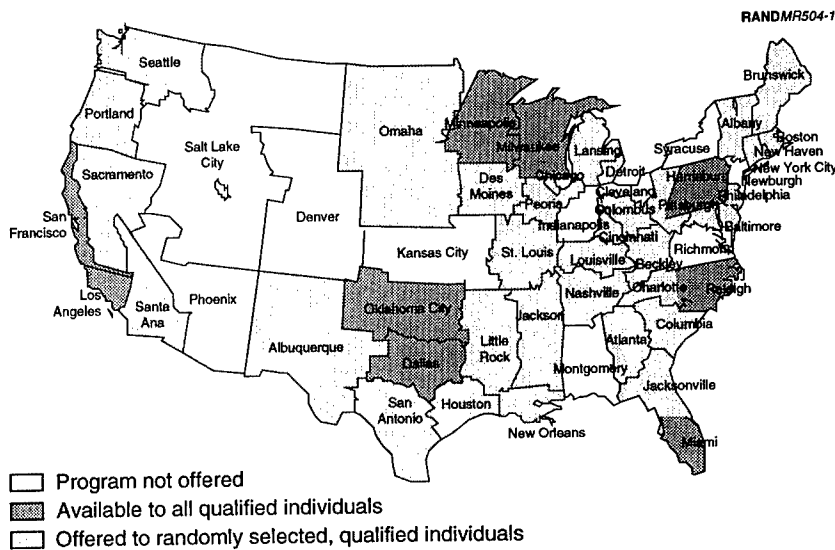 RANDMR504-1
Seattle
Portland
Salt Lake
City
Sacramento
San
Francisco
Los
Angeles
Santa
Ana
Phoenix
Denver
Albuquerque
Omaha
Kansas City
Oklahoma City
Dallas
San
Antonio
Houston
New Orleans
Little
Rock
Jackson
Minneapolis
Milwaukee
Des
Moines
Chicago
Peoria
St. Louis
Lansing
Detroit
Cleveland
Columbus
Indianapolis
Cincinnati
Louisville
Beckley
Nashville
Charlotte
Raleigh
Richmond
Columbia
Atlanta
Montgomery
Jacksonville
Miami
Pittsburgh
Harrisburg
Syracuse
Albany
Brunswick
Boston
New Haven
New York City
Newburgh
Philadelphia
Baltimore
Program not offered
Available to all qualified individuals
Offered to randomly selected, qualified individuals